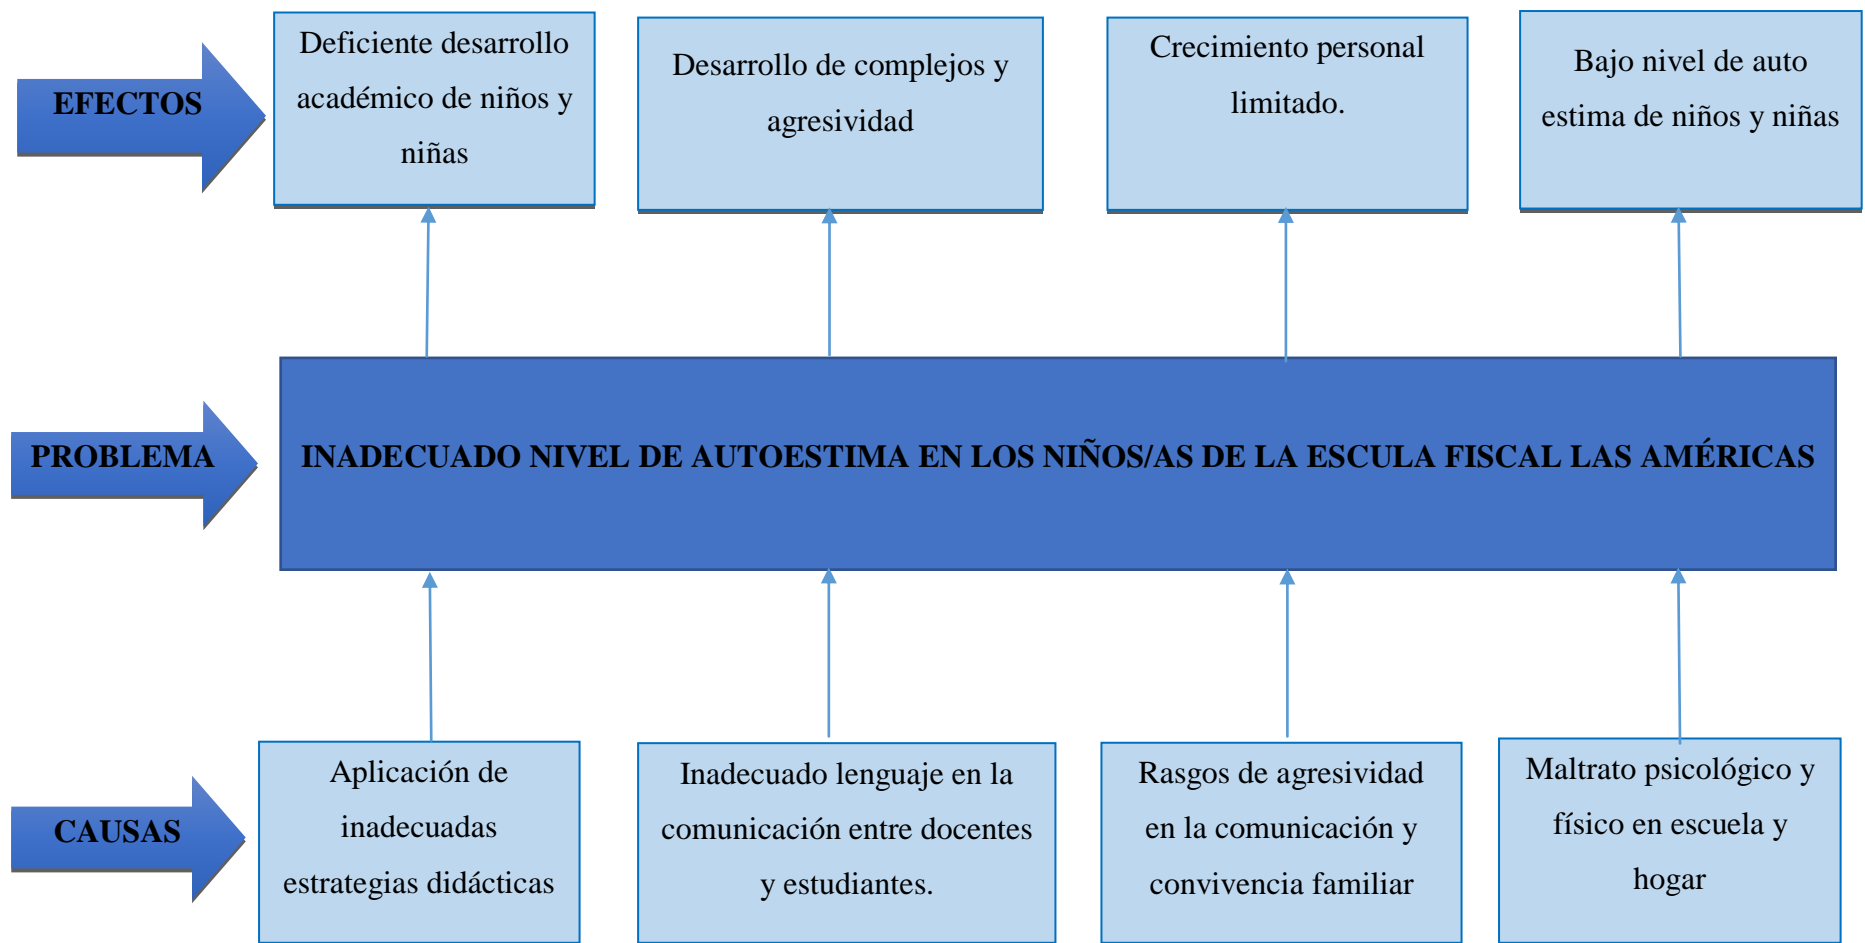 EFECTOS
Deficiente desarrollo
académico de niños y
niñas
Desarrollo de complejos y
agresividad
Crecimiento personal
limitado.
Bajo nivel de auto
estima de niños y niñas
PROBLEMA
INADECUADO NIVEL DE AUTOESTIMA EN LOS NIÑOS/AS DE LA ESCULA FISCAL LAS AMÉRICAS
CAUSAS
Aplicación de
inadecuadas
estrategias didácticas
Inadecuado lenguaje en la
comunicación entre docentes
y estudiantes.
Rasgos de agresividad
en la comunicación y
convivencia familiar
Maltrato psicológico y
físico en escuela y
hogar